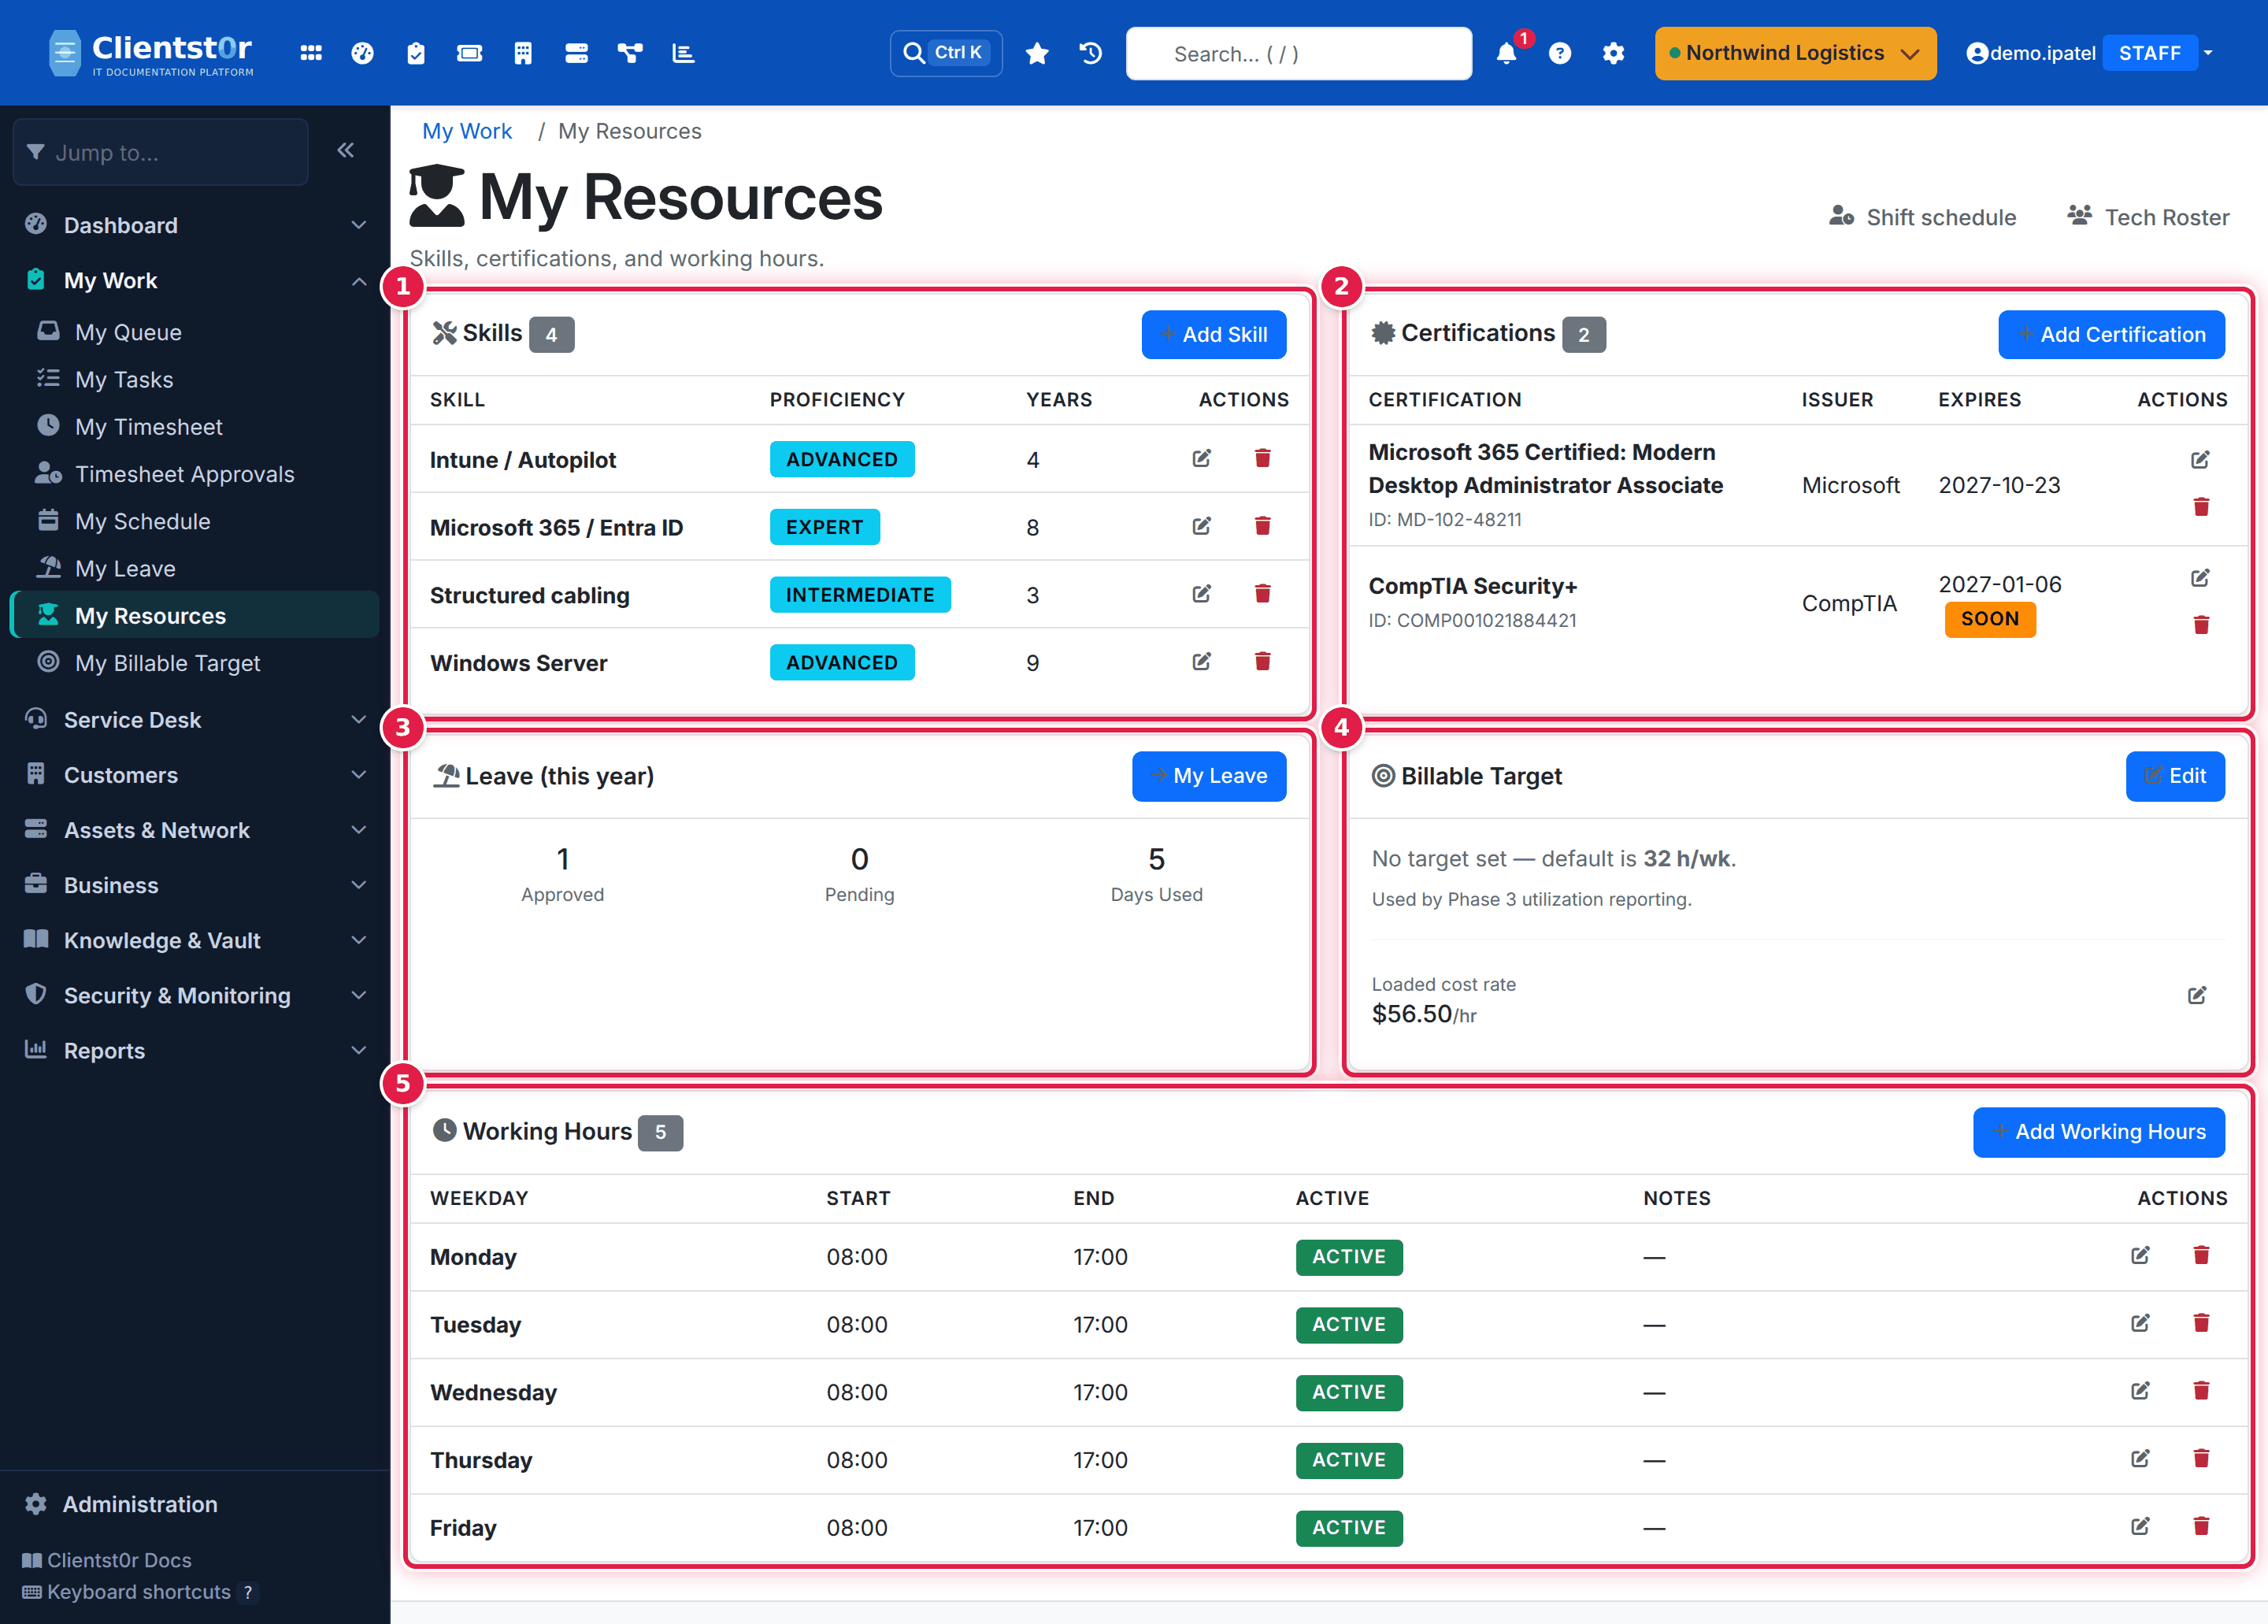 Clientst0r
IT DOCUMENTATION PLATFORM
Ctrl K
Search... ( / )
1
?
Northwind Logistics
demo.ipatel STAFF
Jump to...
Dashboard
My Work
My Queue
My Tasks
My Timesheet
Timesheet Approvals
My Schedule
My Leave
My Resources
My Billable Target
Service Desk
Customers
Assets & Network
Business
Knowledge & Vault
Security & Monitoring
Reports
Administration
Clientst0r Docs
Keyboard shortcuts ?
My Work / My Resources
My Resources
Skills, certifications, and working hours.
Shift schedule
Tech Roster
1
Skills 4
Add Skill
SKILL PROFICIENCY YEARS ACTIONS
Intune / Autopilot ADVANCED 4
Microsoft 365 / Entra ID EXPERT 8
Structured cabling INTERMEDIATE 3
Windows Server ADVANCED 9
2
Certifications 2
Add Certification
CERTIFICATION ISSUER EXPIRES ACTIONS
Microsoft 365 Certified: Modern
Desktop Administrator Associate Microsoft 2027-10-23
ID: MD-102-48211
CompTIA Security+ CompTIA 2027-01-06
ID: COMP001021884421 SOON
3
Leave (this year)
My Leave
1 0 5
Approved Pending Days Used
4
Billable Target
Edit
No target set — default is 32 h/wk.
Used by Phase 3 utilization reporting.
Loaded cost rate
$56.50/hr
5
Working Hours 5
Add Working Hours
WEEKDAY START END ACTIVE NOTES ACTIONS
Monday 08:00 17:00 ACTIVE —
Tuesday 08:00 17:00 ACTIVE —
Wednesday 08:00 17:00 ACTIVE —
Thursday 08:00 17:00 ACTIVE —
Friday 08:00 17:00 ACTIVE —